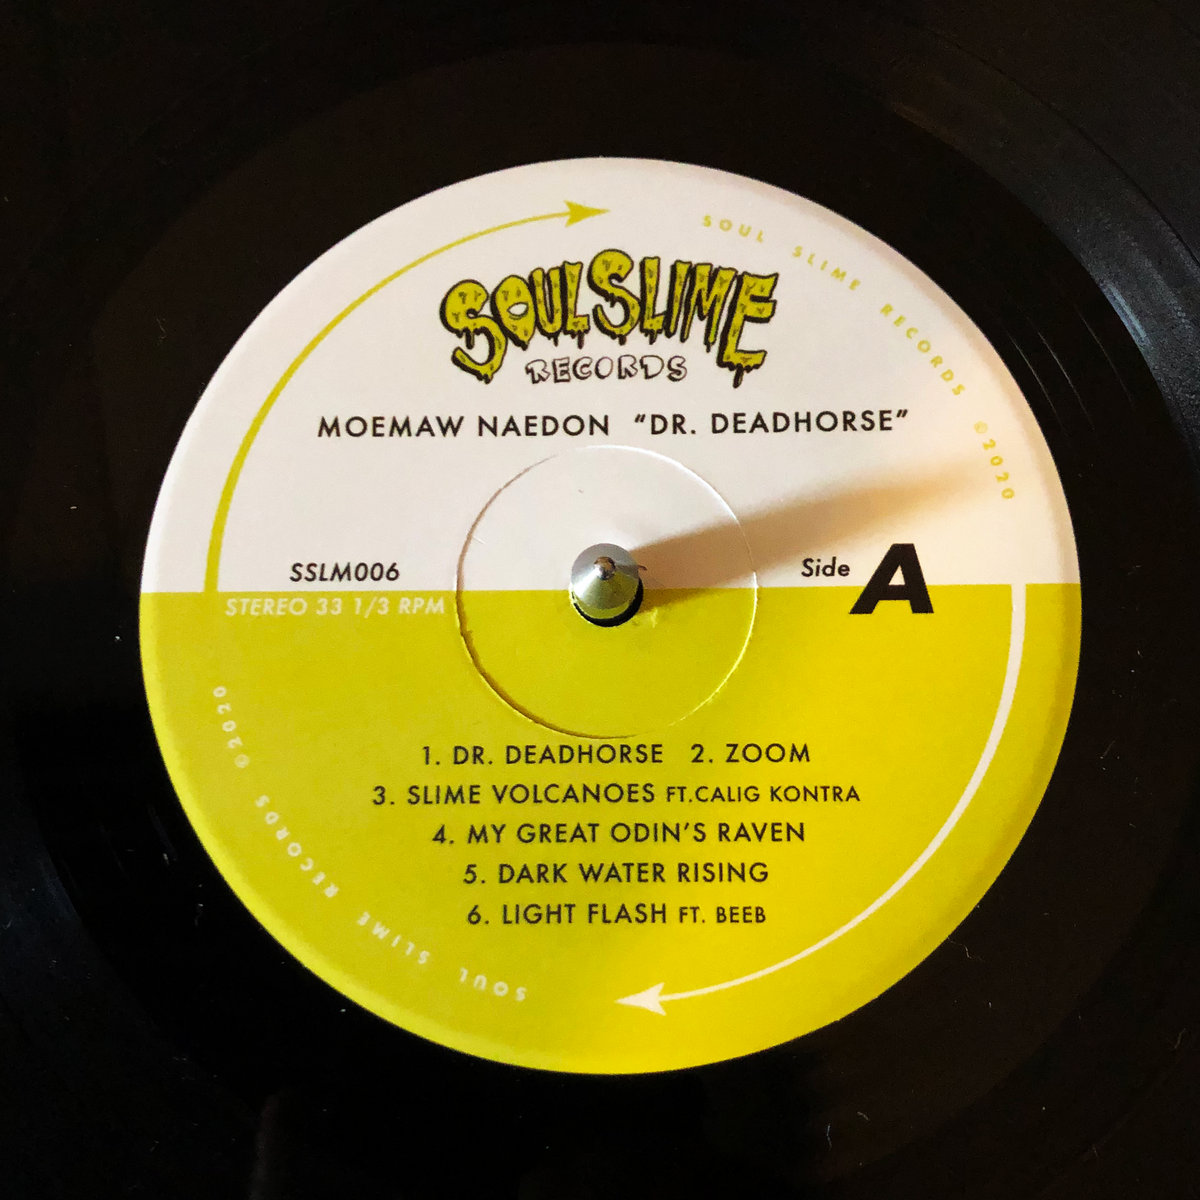 SOUL SLIME RECORDS ©2020
SOULSLIME
RECORDS
MOEMAW NAEDON "DR. DEADHORSE"
SSLM006
Side A
STEREO 33 1/3 RPM
1. DR. DEADHORSE 2. ZOOM
3. SLIME VOLCANOES FT.CALIG KONTRA
4. MY GREAT ODIN'S RAVEN
5. DARK WATER RISING
6. LIGHT FLASH FT. BEEB
SOUL SLIME RECORDS ©2020